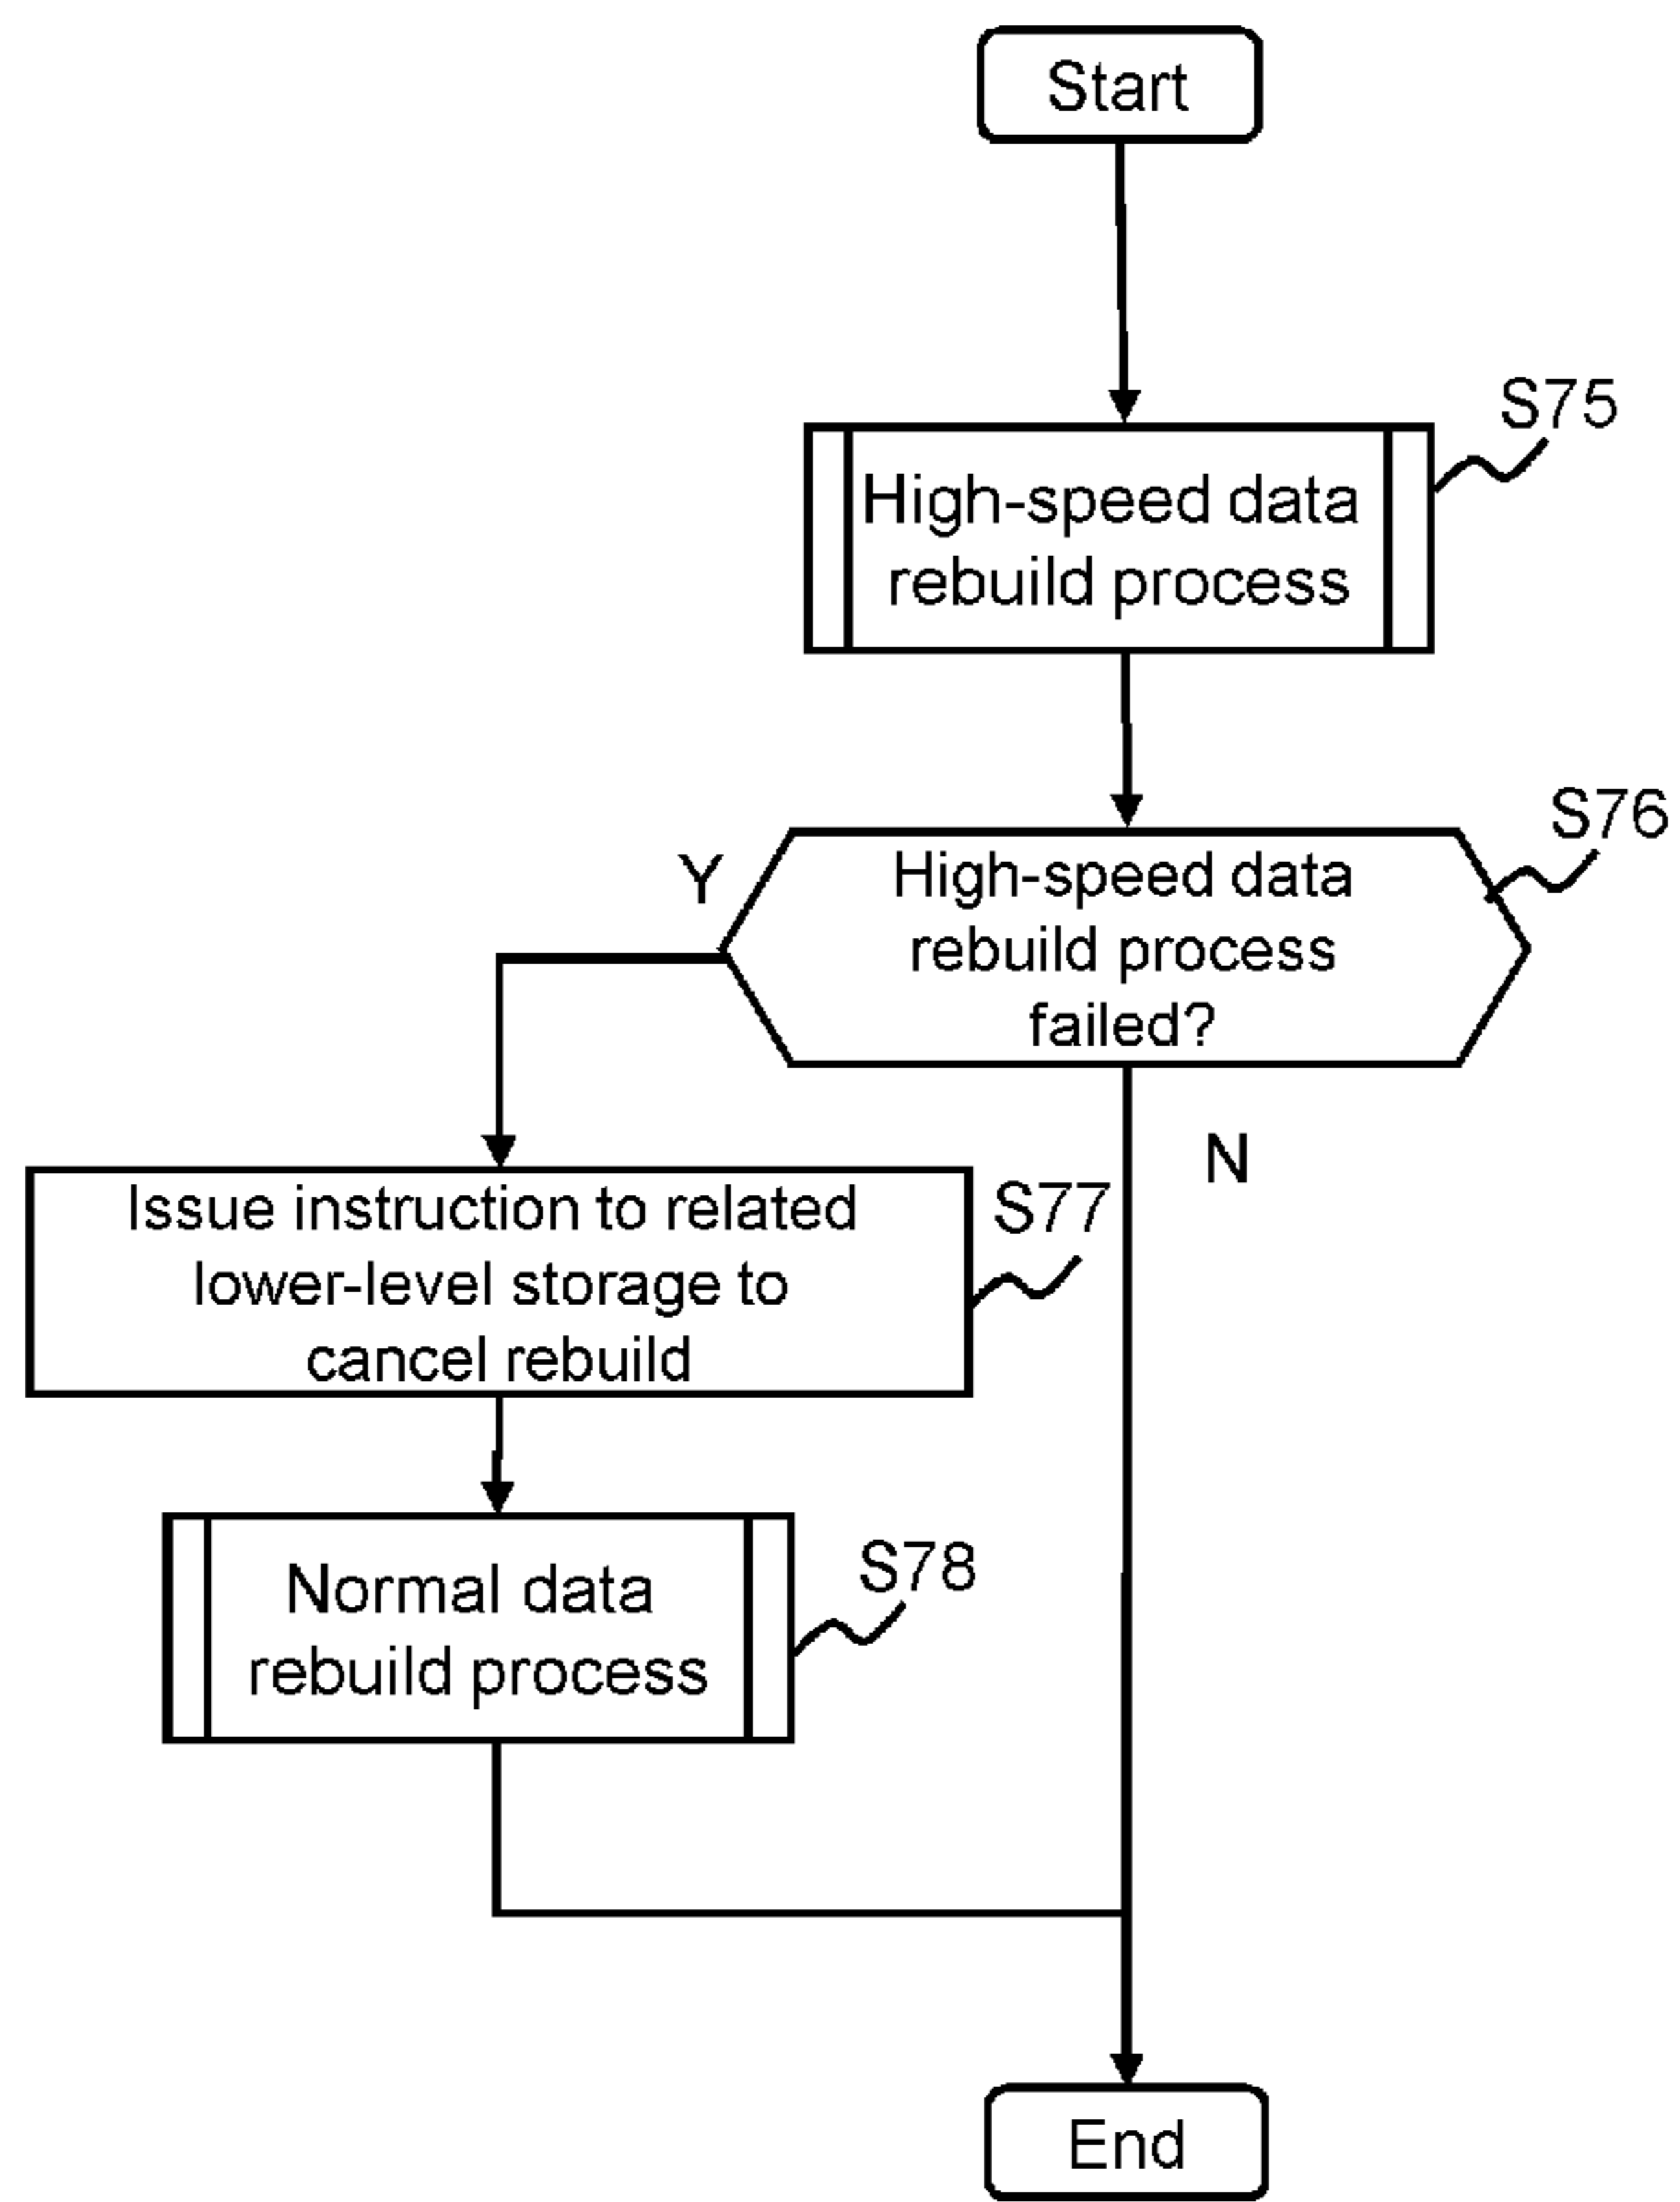 Start
S75
High-speed data
rebuild process
S76
Y
High-speed data
rebuild process
failed?
N
Issue instruction to related
lower-level storage to
cancel rebuild
S77
Normal data
rebuild process
S78
End